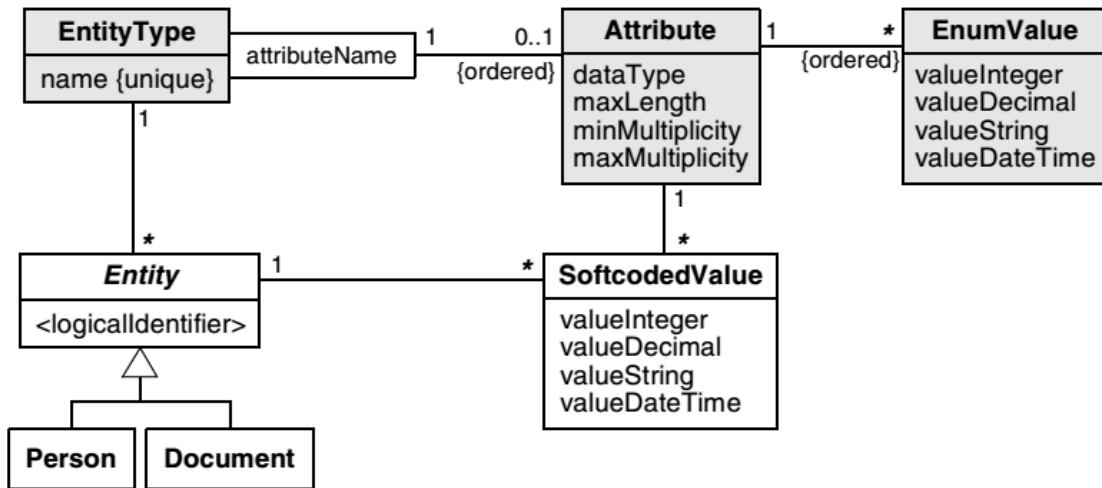 EntityType
name {unique}
attributeName
1
0..1
{ordered}
Attribute
dataType
maxLength
minMultiplicity
maxMultiplicity
1
*
{ordered}
EnumValue
valueInteger
valueDecimal
valueString
valueDateTime
1
*
1
*
Entity
<logicalIdentifier>
1
*
SoftcodedValue
valueInteger
valueDecimal
valueString
valueDateTime
Person
Document